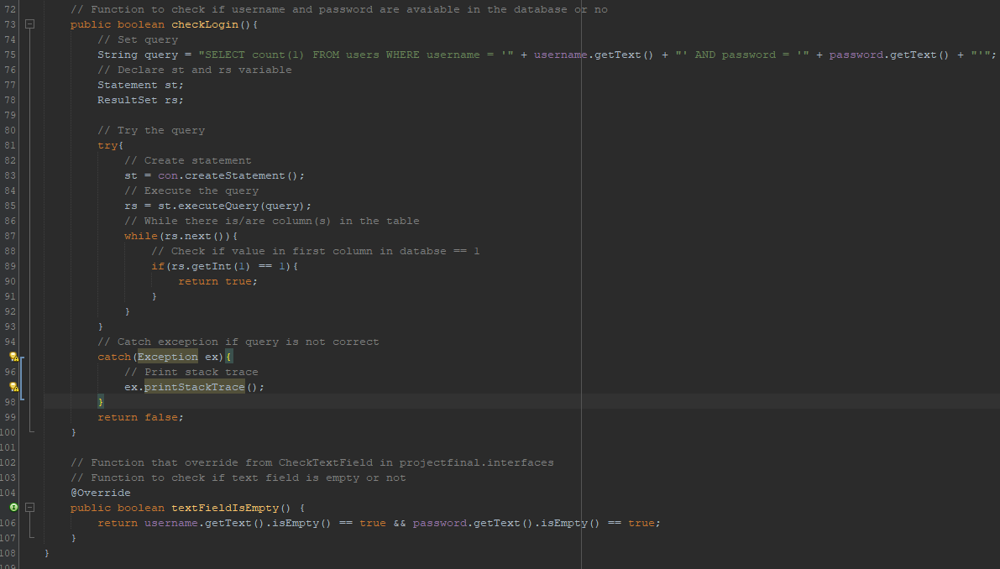 72 // Function to check if username and password are avaiable in the database or no
73 public boolean checkLogin(){
74 // Set query
75 String query = "SELECT count(1) FROM users WHERE username = '" + username.getText() + "' AND password = '" + password.getText() + "'";
76 // Declare st and rs variable
77 Statement st;
78 ResultSet rs;
79
80 // Try the query
81 try{
82 // Create statement
83 st = con.createStatement();
84 // Execute the query
85 rs = st.executeQuery(query);
86 // While there is/are column(s) in the table
87 while(rs.next()){
88 // Check if value in first column in databse == 1
89 if(rs.getInt(1) == 1){
90 return true;
91 }
92 }
93 }
94 // Catch exception if query is not correct
catch(Exception ex){
96 // Print stack trace
ex.printStackTrace();
98 }
99 return false;
100 }
101
102 // Function that override from CheckTextField in projectfinal.interfaces
103 // Function to check if text field is empty or not
104 @Override
public boolean textFieldIsEmpty() {
106 return username.getText().isEmpty() == true && password.getText().isEmpty() == true;
107 }
108 }
109